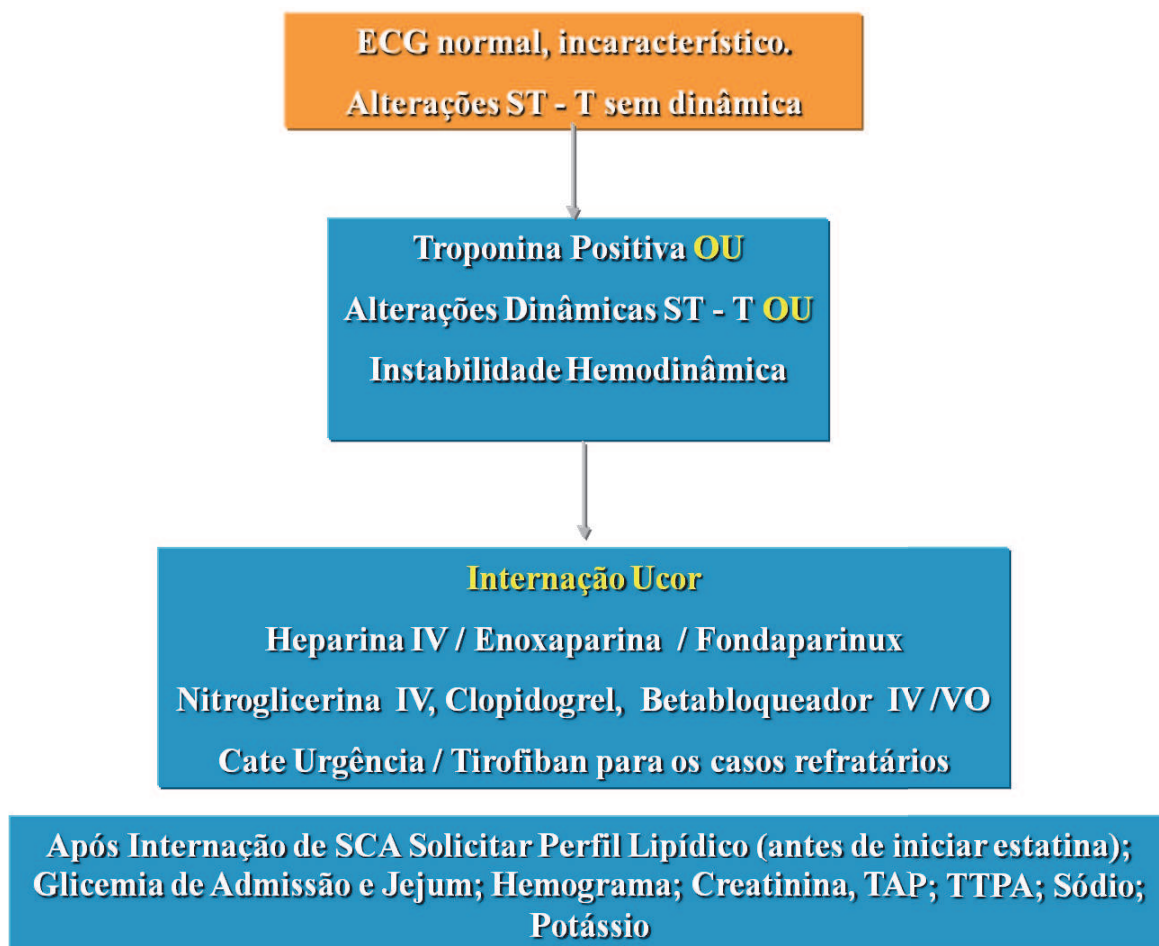 ECG normal, incaracterístico.
Alterações ST - T sem dinâmica
Troponina Positiva OU
Alterações Dinâmicas ST - T OU
Instabilidade Hemodinâmica
Internação Ucor
Heparina IV / Enoxaparina / Fondaparinux
Nitroglicerina IV, Clopidogrel, Betabloqueador IV /VO
Cate Urgência / Tirofiban para os casos refratários
Após Internação de SCA Solicitar Perfil Lipídico (antes de iniciar estatina);
Glicemia de Admissão e Jejum; Hemograma; Creatinina, TAP; TTPA; Sódio;
Potássio